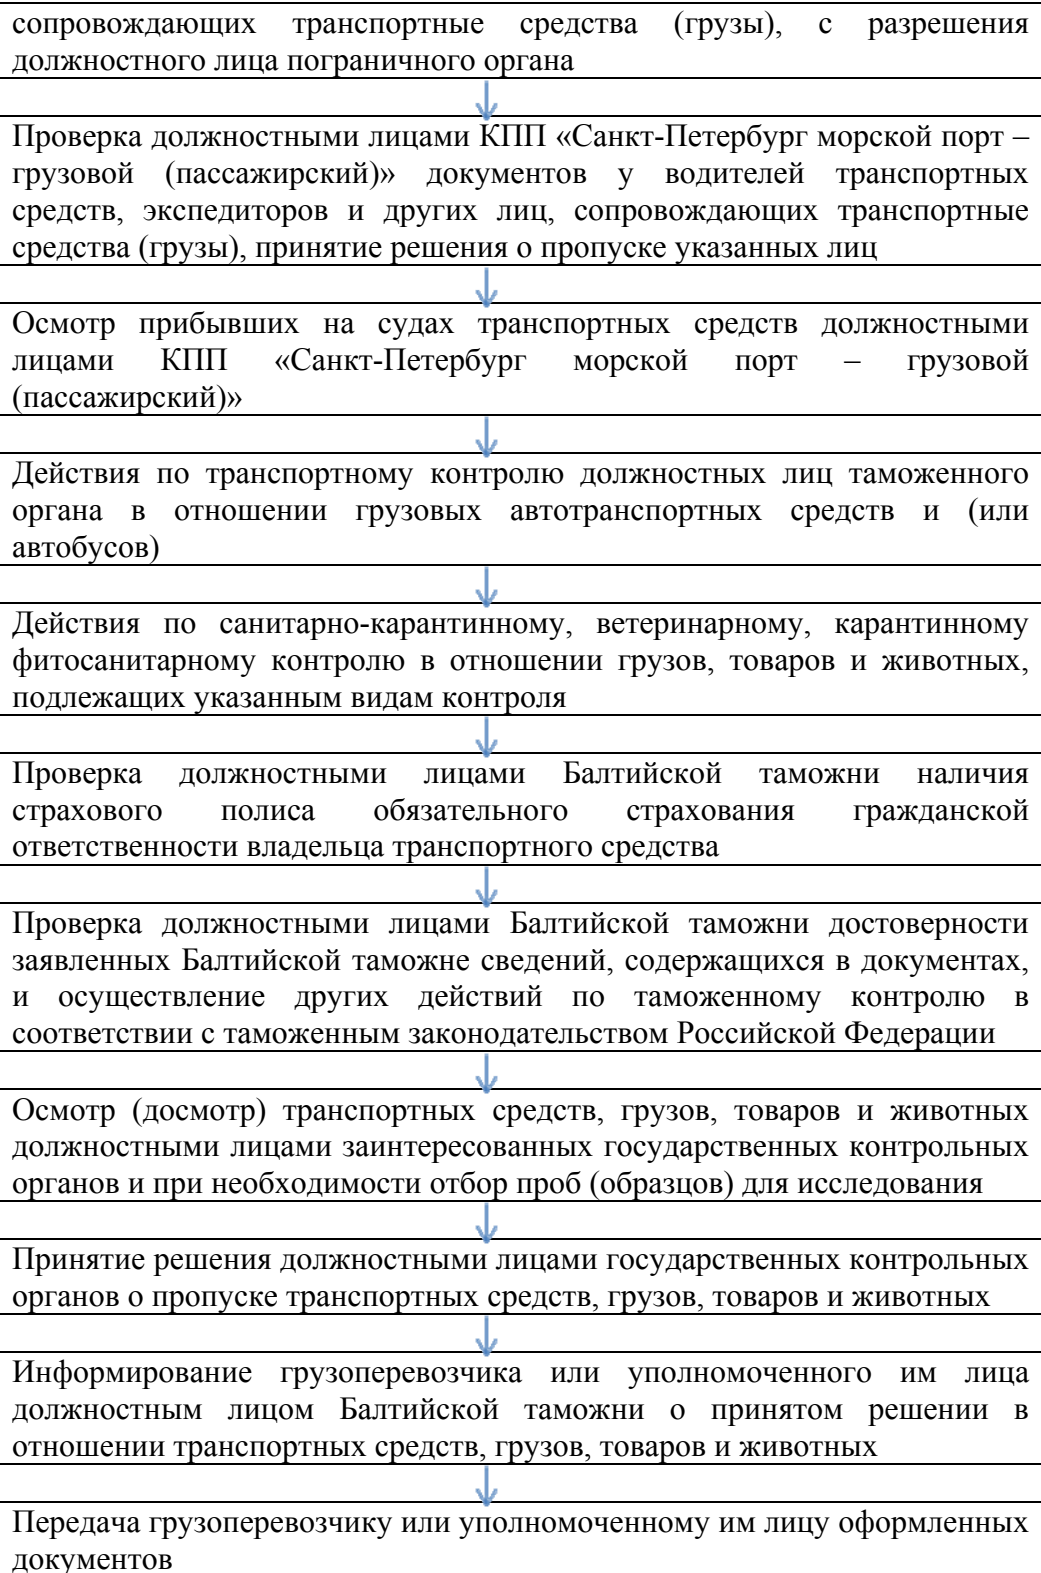 сопровождающих транспортные средства (грузы), с разрешения
должностного лица пограничного органа
Проверка должностными лицами КПП «Санкт-Петербург морской порт –
грузовой (пассажирский)» документов у водителей транспортных
средств, экспедиторов и других лиц, сопровождающих транспортные
средства (грузы), принятие решения о пропуске указанных лиц
Осмотр прибывших на судах транспортных средств должностными
лицами КПП «Санкт-Петербург морской порт – грузовой
(пассажирский)»
Действия по транспортному контролю должностных лиц таможенного
органа в отношении грузовых автотранспортных средств и (или
автобусов)
Действия по санитарно-карантинному, ветеринарному, карантинному
фитосанитарному контролю в отношении грузов, товаров и животных,
подлежащих указанным видам контроля
Проверка должностными лицами Балтийской таможни наличия
страхового полиса обязательного страхования гражданской
ответственности владельца транспортного средства
Проверка должностными лицами Балтийской таможни достоверности
заявленных Балтийской таможне сведений, содержащихся в документах,
и осуществление других действий по таможенному контролю в
соответствии с таможенным законодательством Российской Федерации
Осмотр (досмотр) транспортных средств, грузов, товаров и животных
должностными лицами заинтересованных государственных контрольных
органов и при необходимости отбор проб (образцов) для исследования
Принятие решения должностными лицами государственных контрольных
органов о пропуске транспортных средств, грузов, товаров и животных
Информирование грузоперевозчика или уполномоченного им лица
должностным лицом Балтийской таможни о принятом решении в
отношении транспортных средств, грузов, товаров и животных
Передача грузоперевозчику или уполномоченному им лицу оформленных
документов